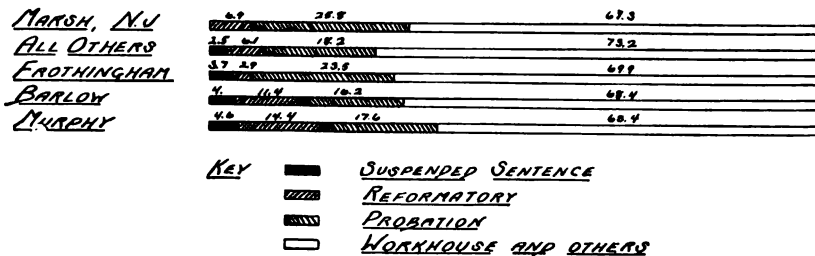 MARSH, N.J 6.9 25.8 67.3
ALL OTHERS 2.5 6.1 18.2 73.2
FROTHINGHAM 3.7 2.9 23.5 69.9
BARLOW 4. 11.4 16.2 68.4
MURPHY 4.6 14.4 17.6 63.4
KEY SUSPENDED SENTENCE
REFORMATORY
PROBATION
WORKHOUSE AND OTHERS